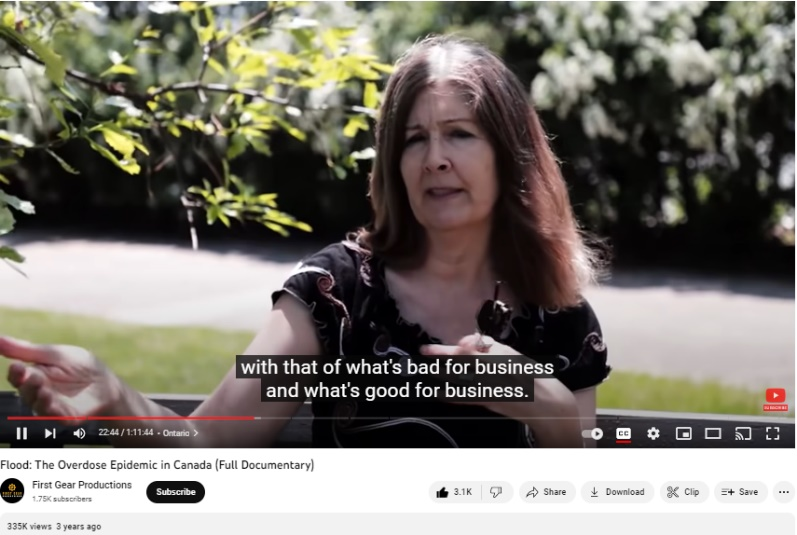 with that of what's bad for business
and what's good for business.
SUBSCRIBE
22:44 / 1:11:44 • Ontario >
CC
Flood: The Overdose Epidemic in Canada (Full Documentary)
First Gear Productions
1.75K subscribers
Subscribe
3.1K
Share
Download
Clip
Save
335K views 3 years ago